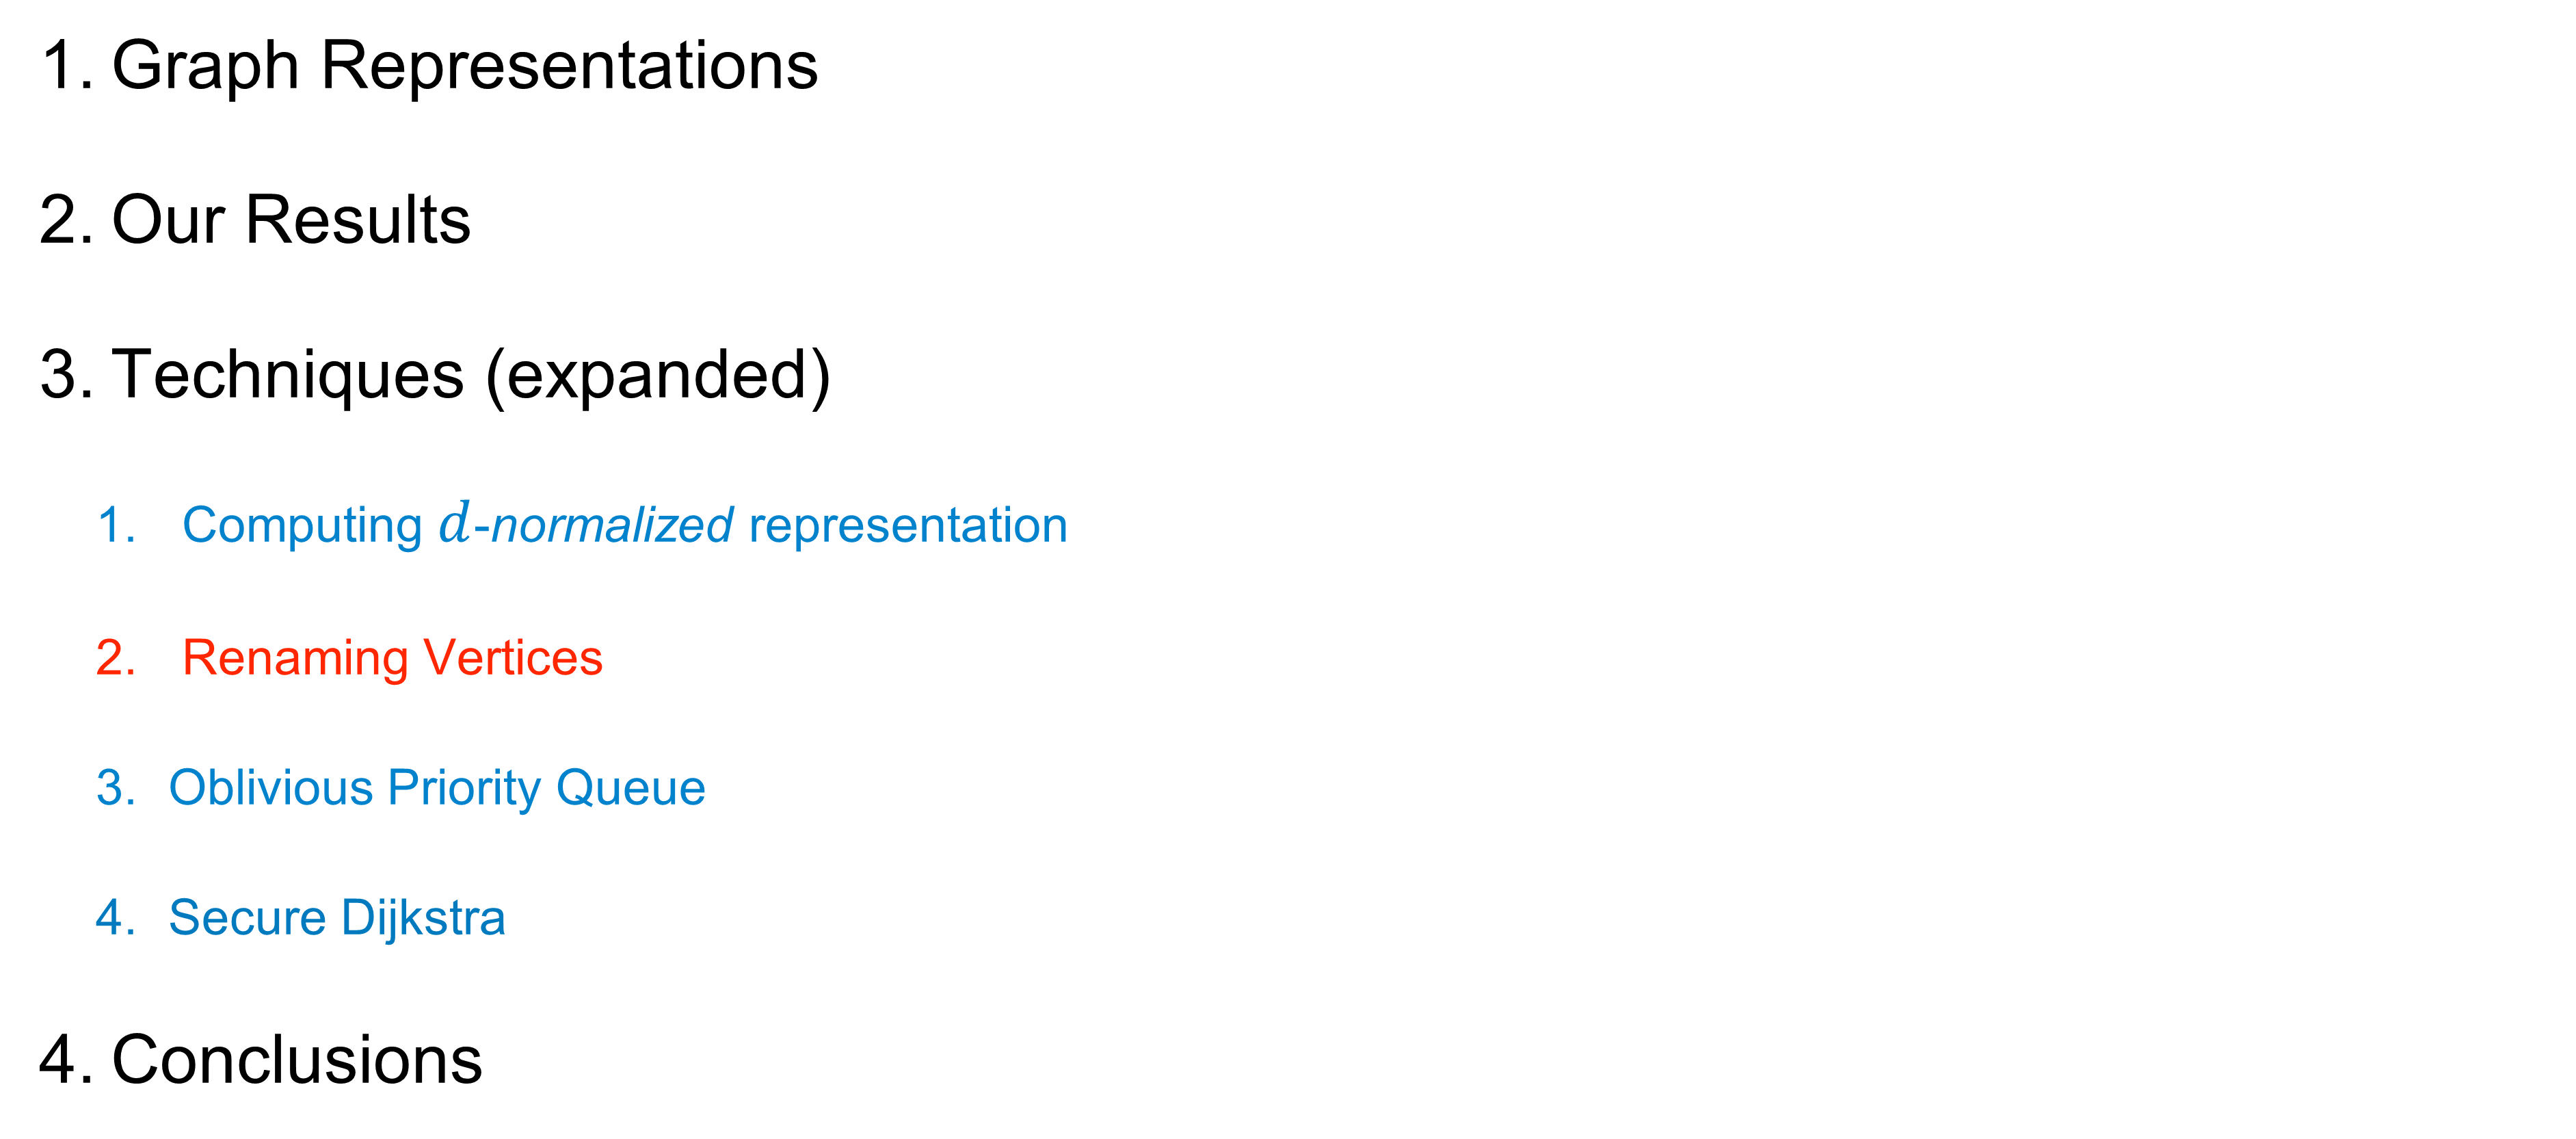 1. Graph Representations
2. Our Results
3. Techniques (expanded)
1. Computing d-normalized representation
2. Renaming Vertices
3. Oblivious Priority Queue
4. Secure Dijkstra
4. Conclusions